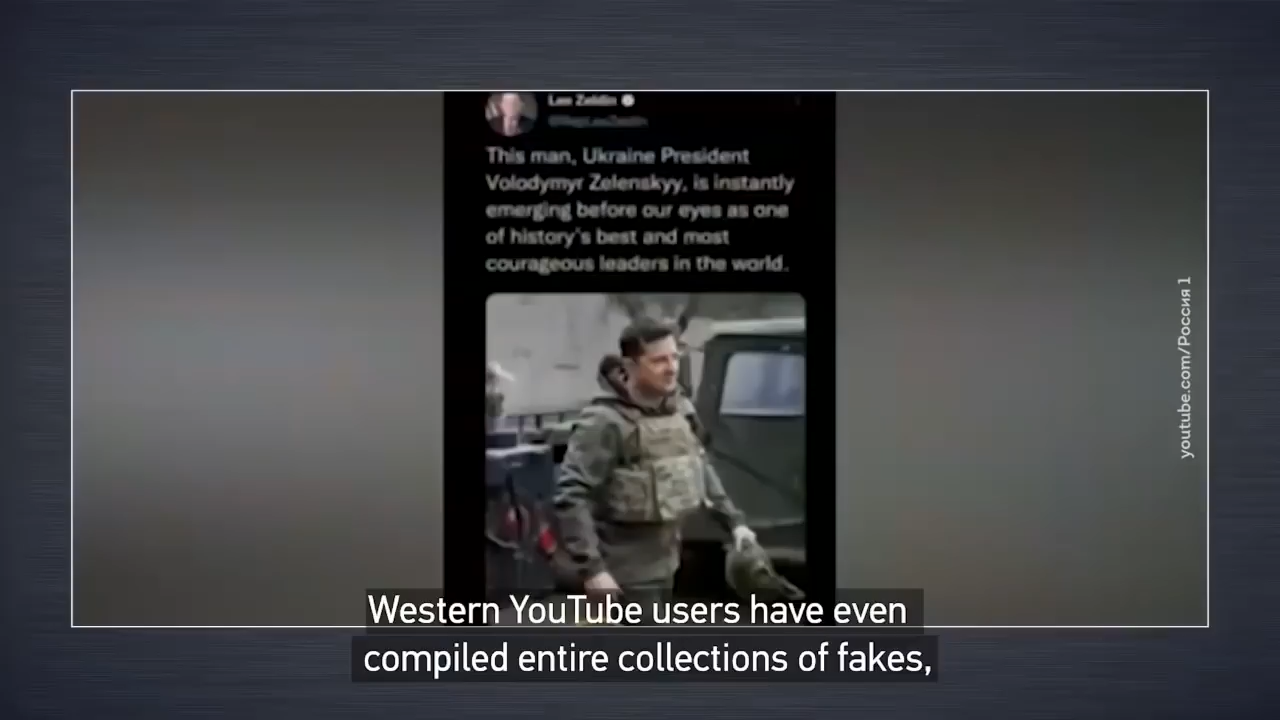 Lee Zeldin
This man, Ukraine President
Volodymyr Zelenskyy, is instantly
emerging before our eyes as one
of history's best and most
courageous leaders in the world.
youtube.com/Россия 1
Western YouTube users have even
compiled entire collections of fakes,